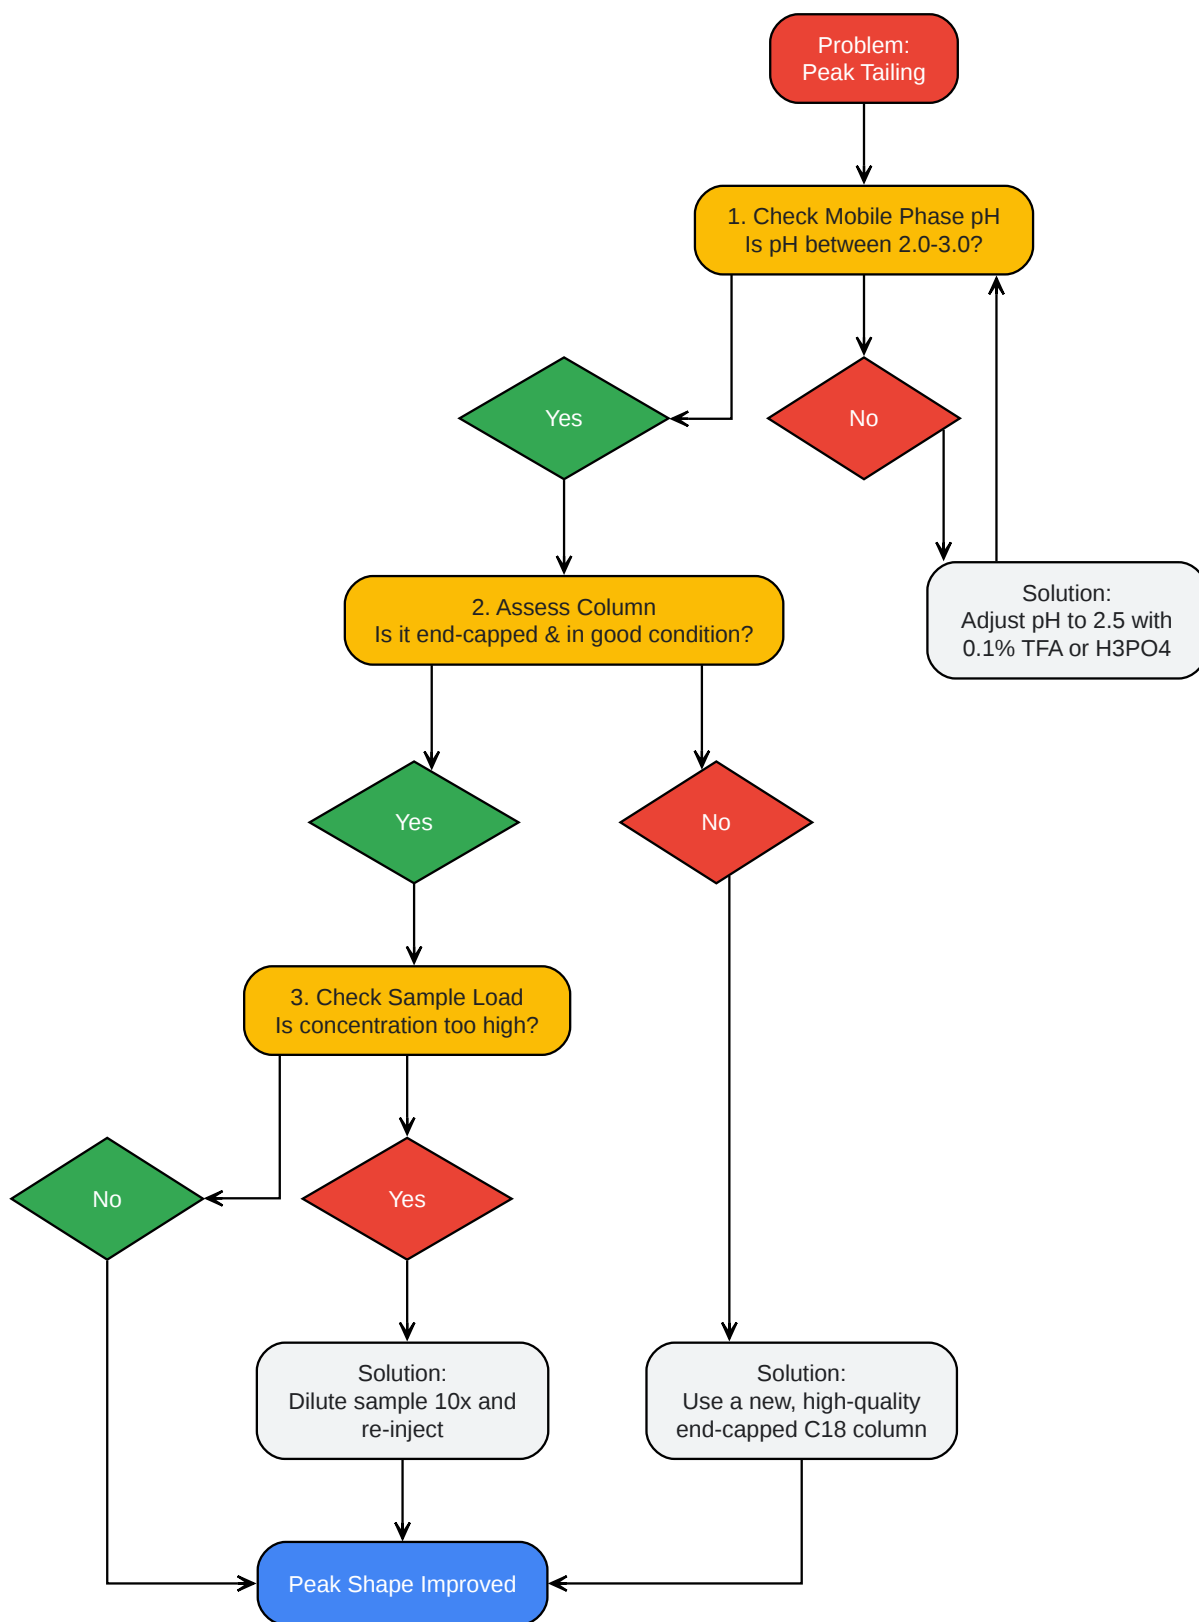 Problem:
Peak Tailing
1. Check Mobile Phase pH
Is pH between 2.0-3.0?
Yes
No
Solution:
Adjust pH to 2.5 with
0.1% TFA or H3PO4
2. Assess Column
Is it end-capped & in good condition?
Yes
No
3. Check Sample Load
Is concentration too high?
No
Yes
Solution:
Dilute sample 10x and
re-inject
Solution:
Use a new, high-quality
end-capped C18 column
Peak Shape Improved